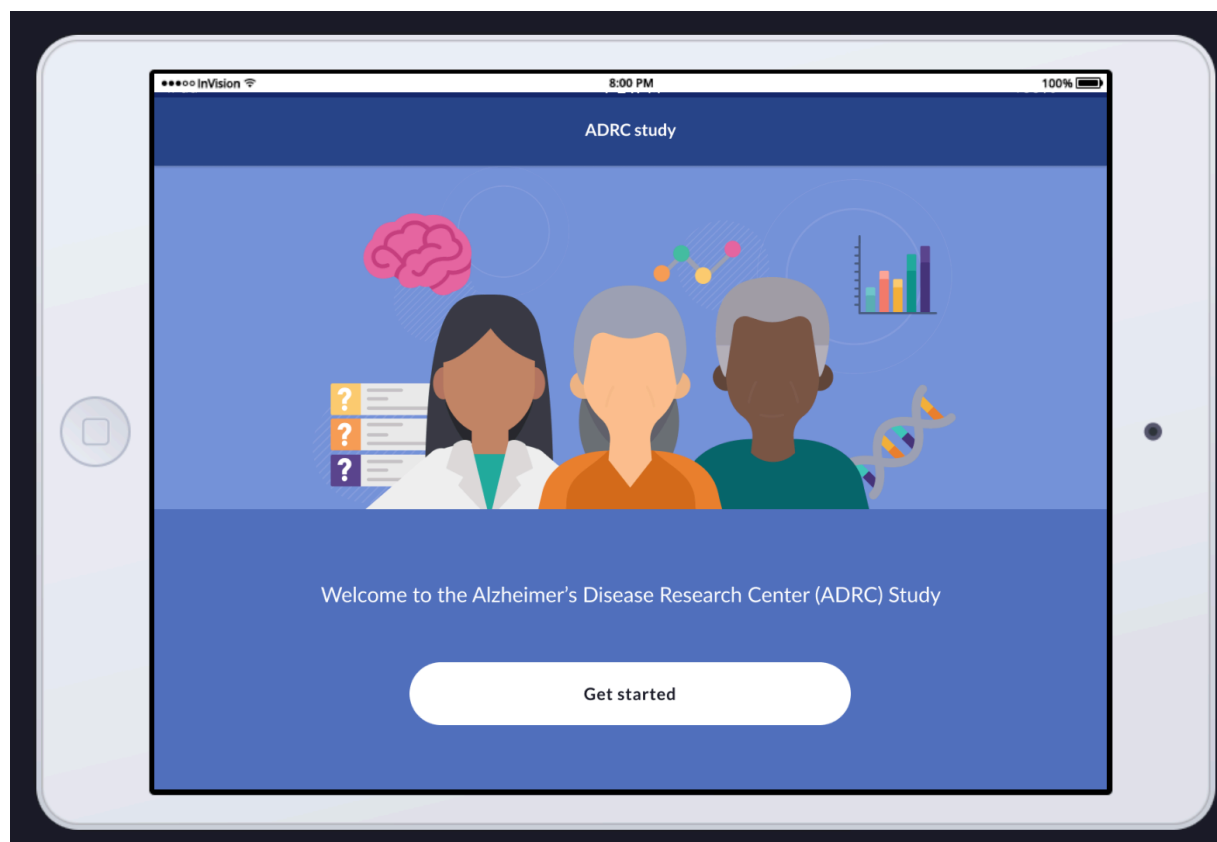 InVision 8:00 PM 100%
ADRC study
?
?
?
Welcome to the Alzheimer's Disease Research Center (ADRC) Study
Get started